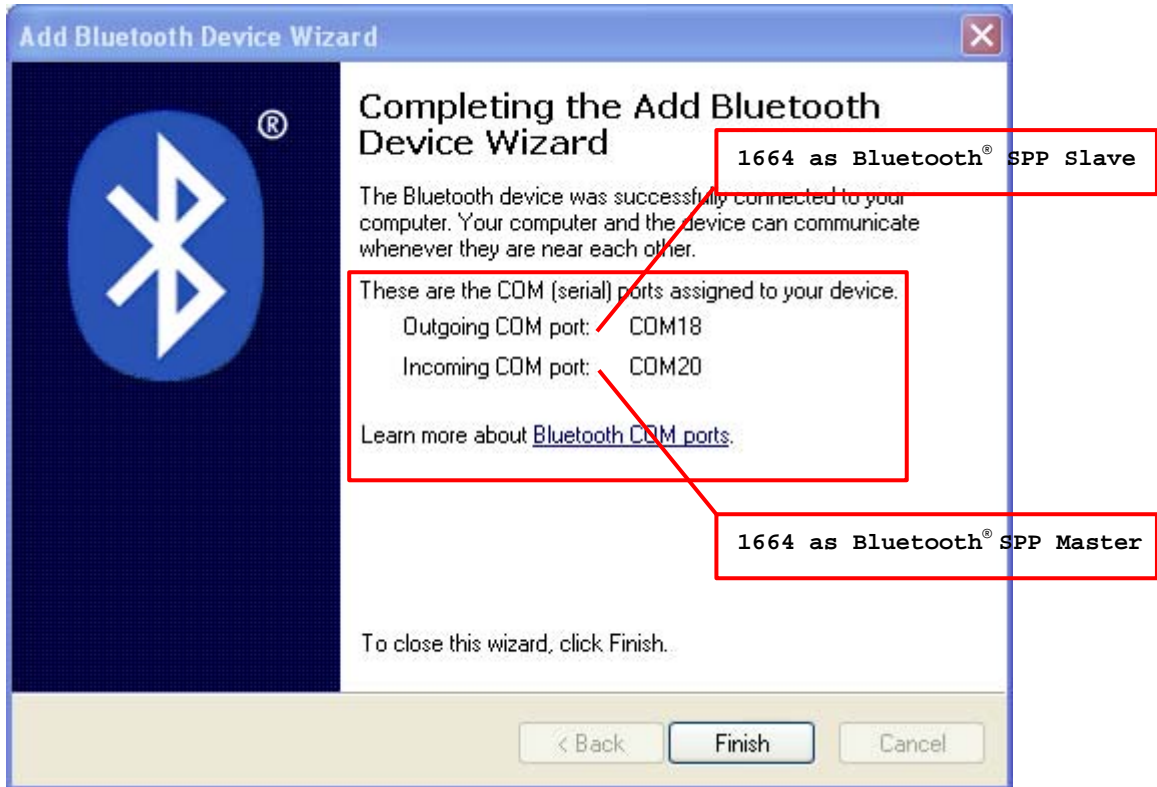 Add Bluetooth Device Wizard
®
Completing the Add Bluetooth
Device Wizard
1664 as Bluetooth® SPP Slave
The Bluetooth device was successfully connected to your
computer. Your computer and the device can communicate
whenever they are near each other.
These are the COM (serial) ports assigned to your device.
Outgoing COM port: COM18
Incoming COM port: COM20
Learn more about Bluetooth COM ports.
1664 as Bluetooth® SPP Master
To close this wizard, click Finish.
< Back Finish Cancel